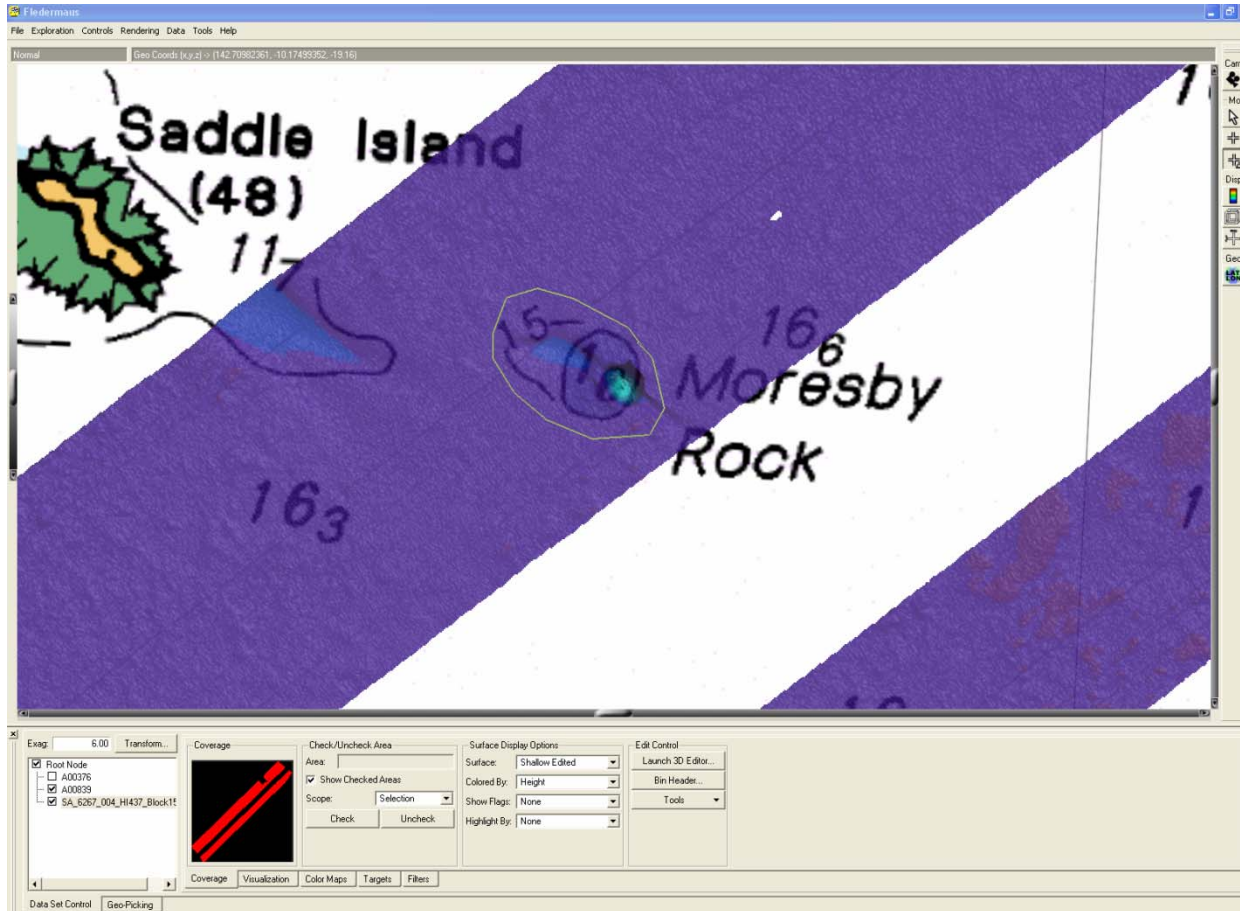 Fledermaus
File Exploration Controls Rendering Data Tools Help
Normal
Geo Coords (x,y,z) -> (142.70982361, -10.17499352, -19.16)
Saddle Island
(48)
11
15
16₆
Moresby
Rock
16₃
Exag: 6.00 Transform...
Root Node
A00376
A00839
SA_6267_004_HI437_Block15
Coverage
Check/Uncheck Area
Area:
Show Checked Areas
Scope: Selection
Check Uncheck
Surface Display Options
Surface: Shallow Edited
Colored By: Height
Show Flags: None
Highlight By: None
Edit Control
Launch 3D Editor...
Bin Header...
Tools
Coverage Visualization Color Maps Targets Filters
Data Set Control Geo-Picking